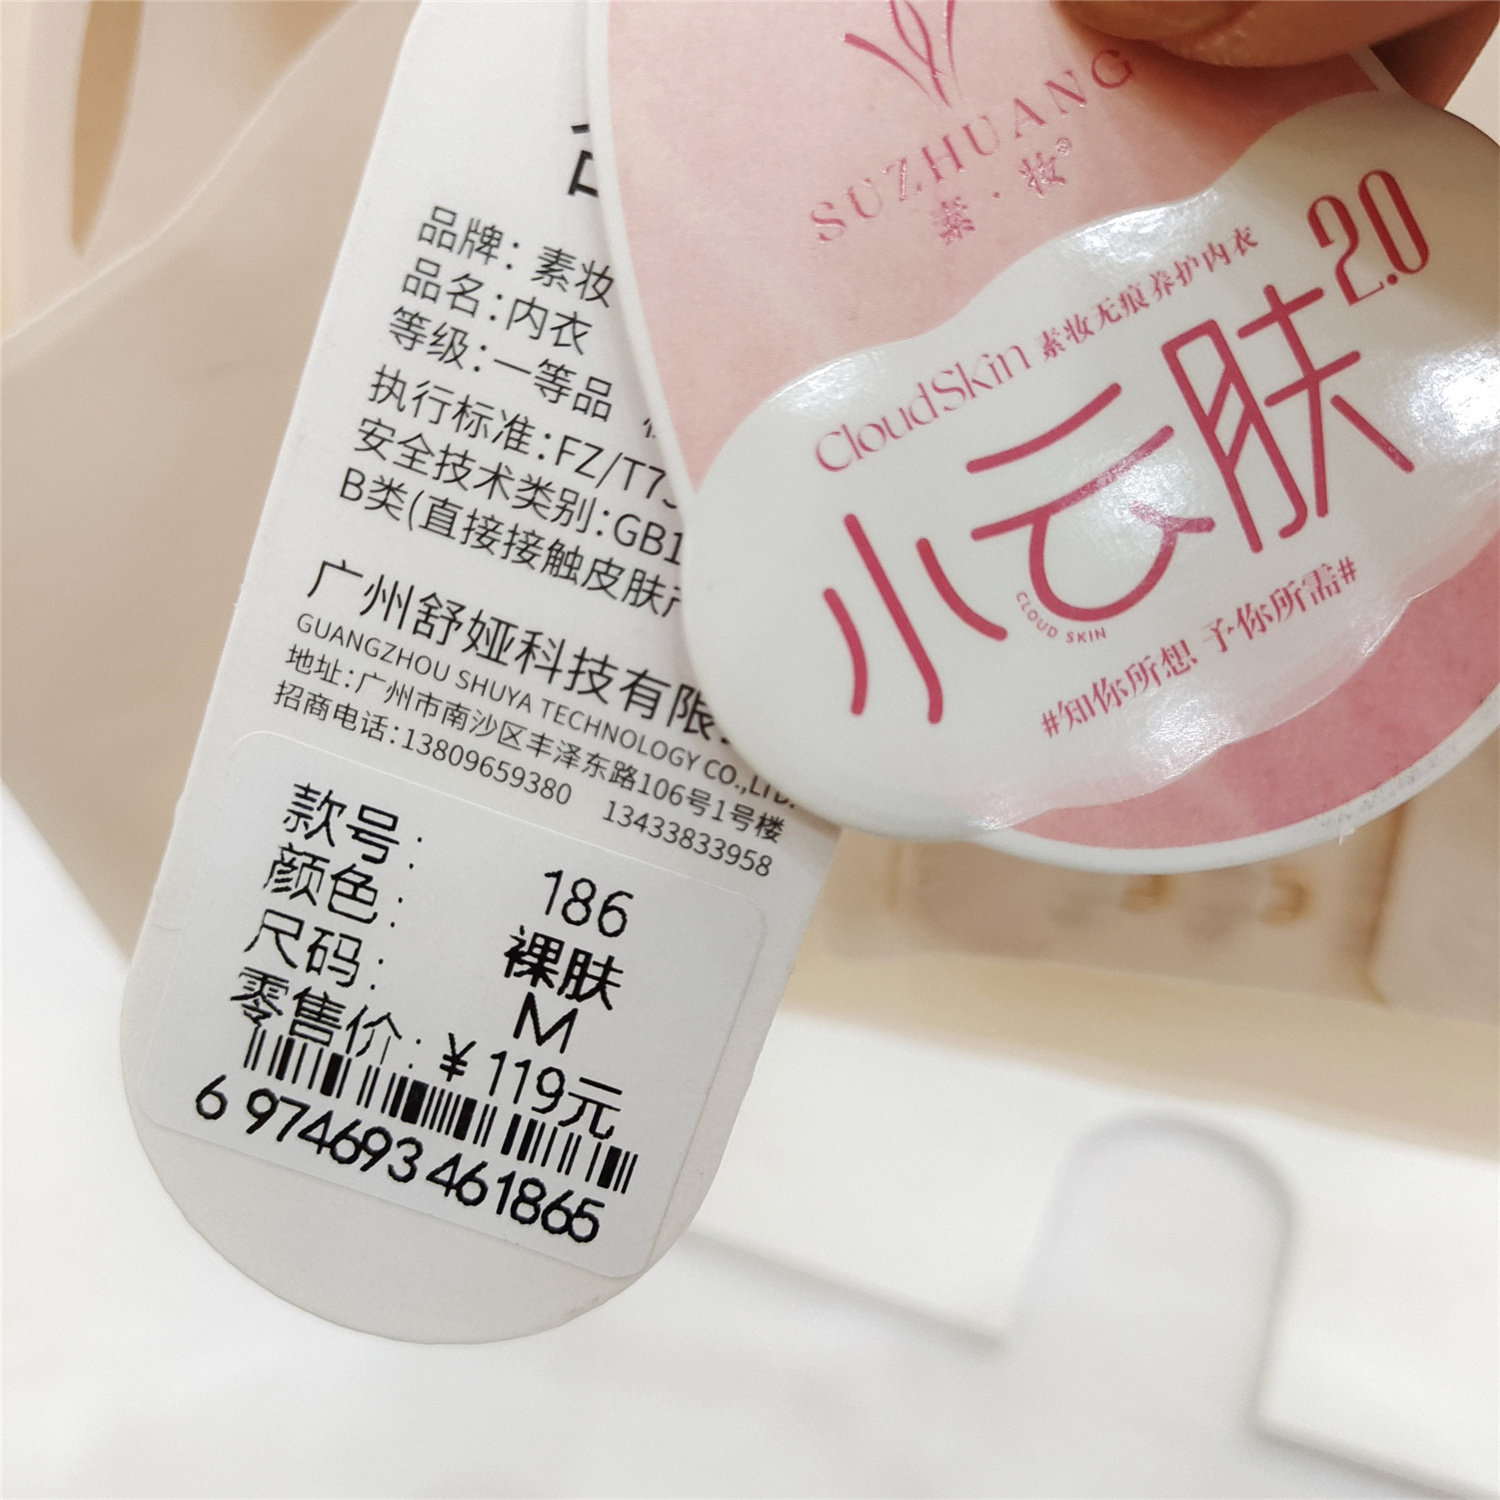 品牌：素妆
品名：内衣
等级：一等品
执行标准：FZ/T73
安全技术类别：GB1
B类(直接接触皮肤
广州舒娅科技有限
GUANGZHOU SHUYA TECHNOLOGY CO.,LTD.
地址：广州市南沙区丰泽东路106号1号楼
招商电话：13809659380 13433833958
款号： 186
颜色： 裸肤
尺码： M
零售价：¥119元
6 974693 461865
SUZHUANG
素·妆®
CloudSkin 素妆无痕养护内衣
小云肤2.0
CLOUD SKIN
#知你所想 予你所需#